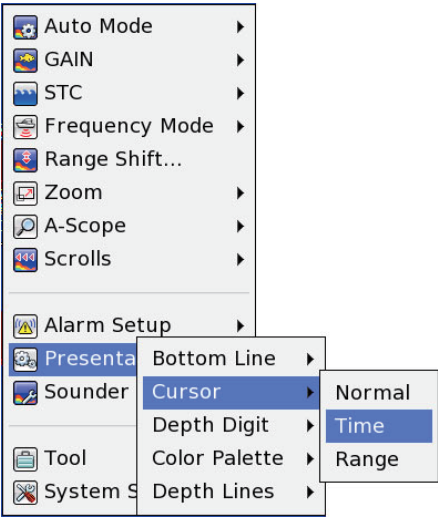 Auto Mode
GAIN
STC
Frequency Mode
Range Shift...
Zoom
A-Scope
Scrolls
Alarm Setup
Presenta
Sounder
Tool
System S
Bottom Line
Cursor
Depth Digit
Color Palette
Depth Lines
Normal
Time
Range